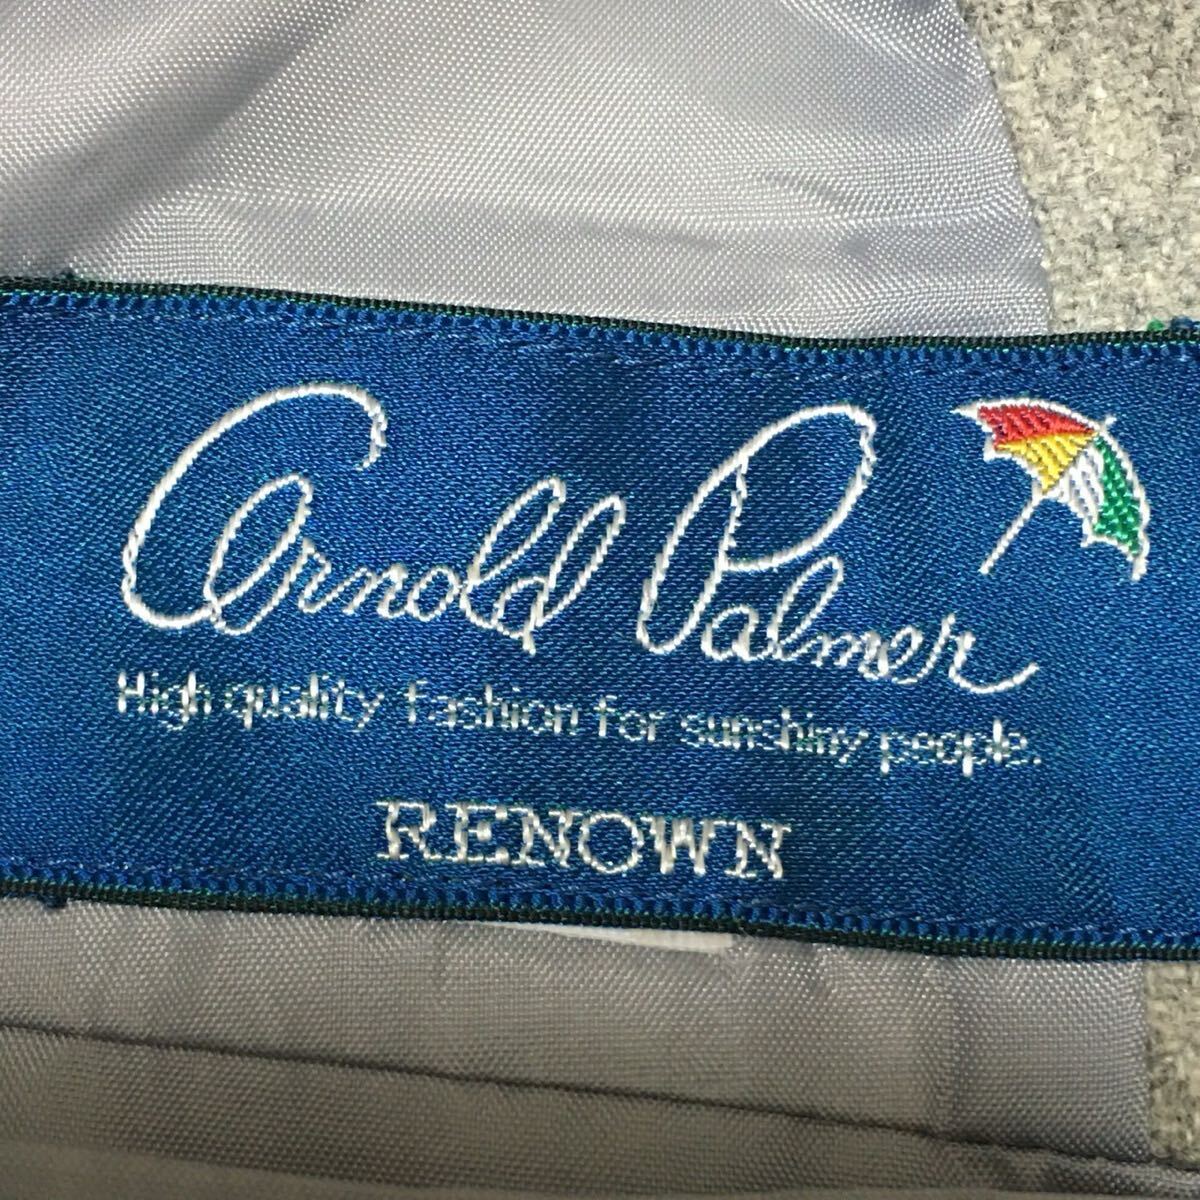 Arnold Palmer
High quality fashion for sunshiny people.
RENOWN